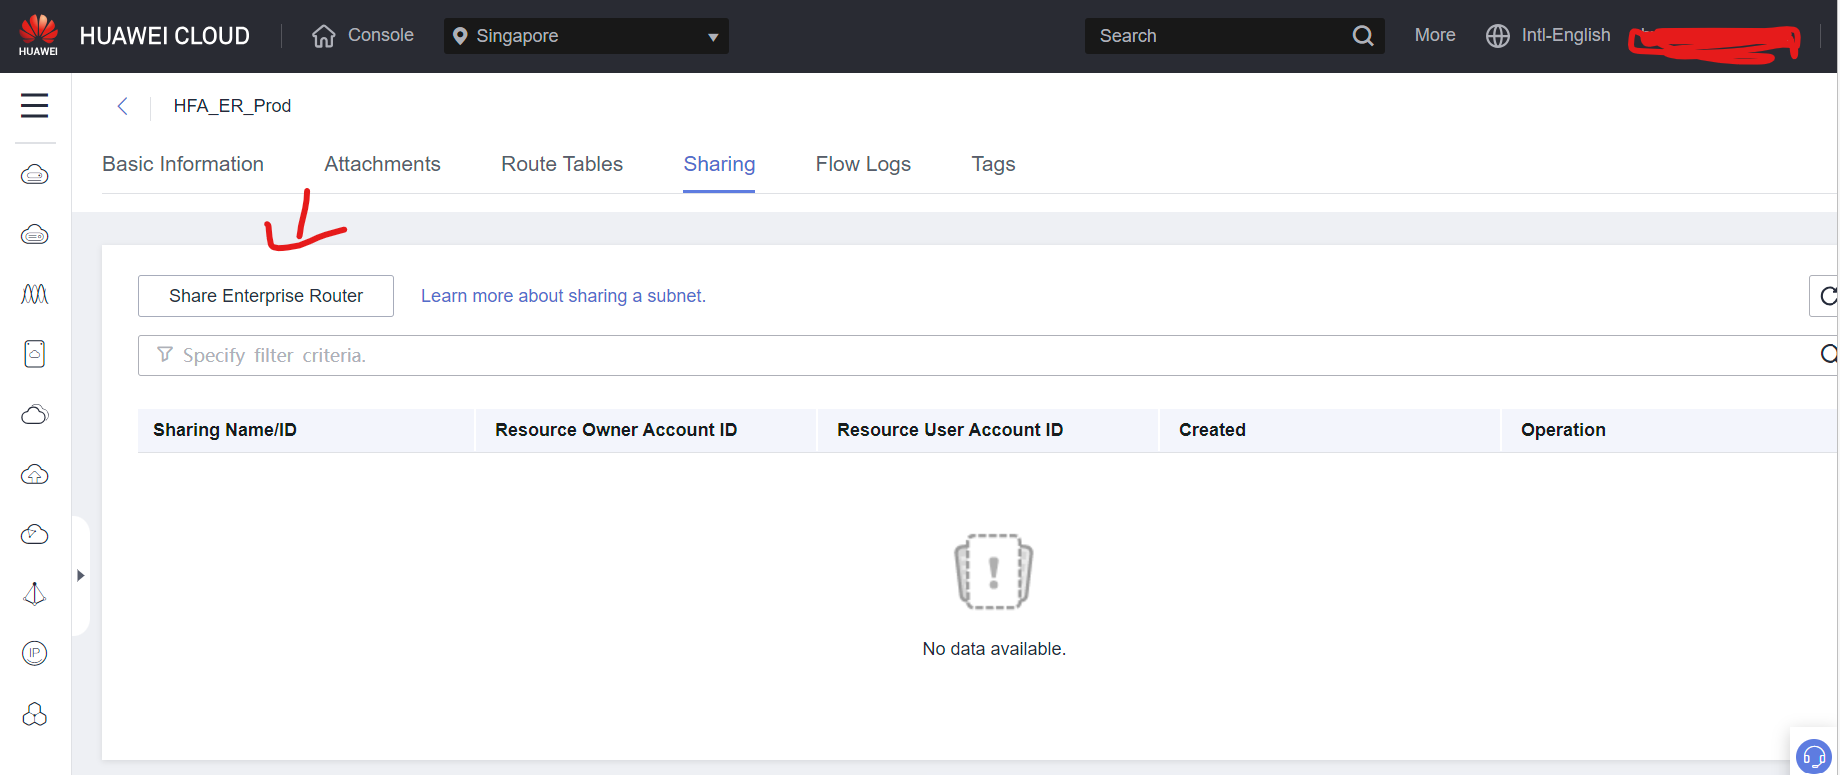 HUAWEI
HUAWEI CLOUD
Console
Singapore
Search
More
Intl-English
HFA_ER_Prod
Basic Information
Attachments
Route Tables
Sharing
Flow Logs
Tags
Share Enterprise Router
Learn more about sharing a subnet.
Specify filter criteria.
Sharing Name/ID
Resource Owner Account ID
Resource User Account ID
Created
Operation
No data available.
IP